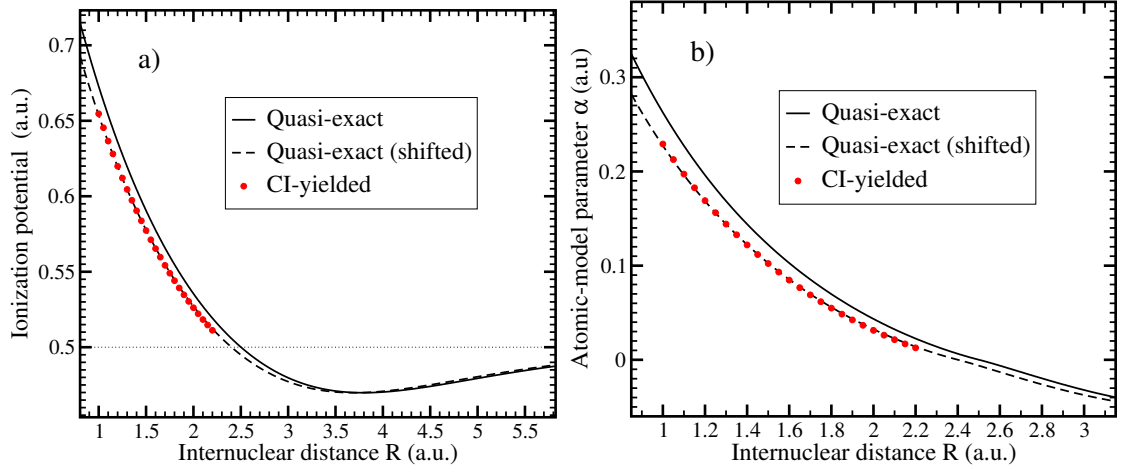 a)
Quasi-exact
Quasi-exact (shifted)
CI-yielded
Ionization potential (a.u.)
0.7
0.65
0.6
0.55
0.5
1 1.5 2 2.5 3 3.5 4 4.5 5 5.5
Internuclear distance R (a.u.)
b)
Quasi-exact
Quasi-exact (shifted)
CI-yielded
Atomic-model parameter α (a.u)
0.3
0.2
0.1
0
1 1.2 1.4 1.6 1.8 2 2.2 2.4 2.6 2.8 3
Internuclear distance R (a.u.)